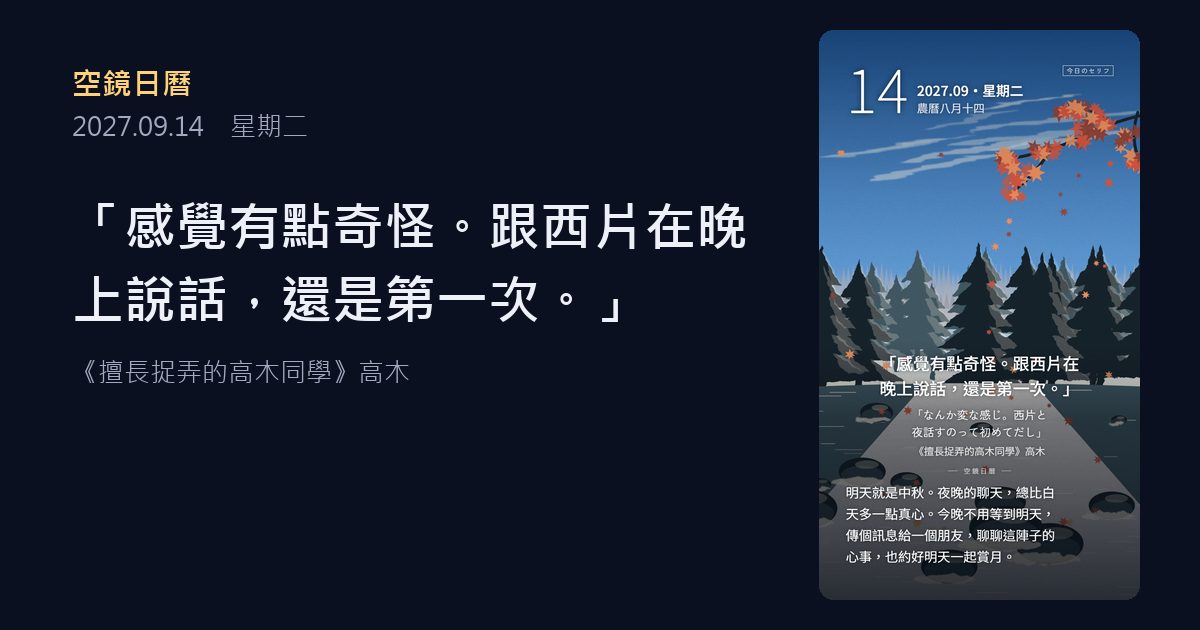 空鏡日曆
2027.09.14 星期二
「感覺有點奇怪。跟西片在晚
上說話，還是第一次。」
《擅長捉弄的高木同學》高木
14
2027.09・星期二
農曆八月十四
今日のセリフ
「感覺有點奇怪。跟西片在
晚上說話，還是第一次。」
「なんか変な感じ。西片と
夜話すのって初めてだし」
《擅長捉弄的高木同學》高木
— 空鏡日曆 —
明天就是中秋。夜晚的聊天，總比白
天多一點真心。今晚不用等到明天，
傳個訊息給一個朋友，聊聊這陣子的
心事，也約好明天一起賞月。